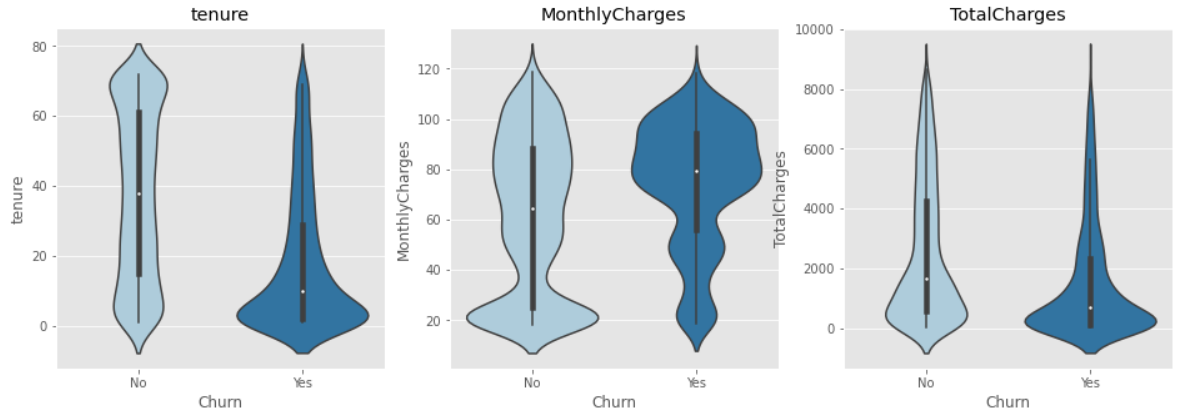 tenure
80
60
40
20
0
tenure
No
Yes
Churn
MonthlyCharges
120
100
80
60
40
20
MonthlyCharges
No
Yes
Churn
TotalCharges
10000
8000
6000
4000
2000
0
TotalCharges
No
Yes
Churn